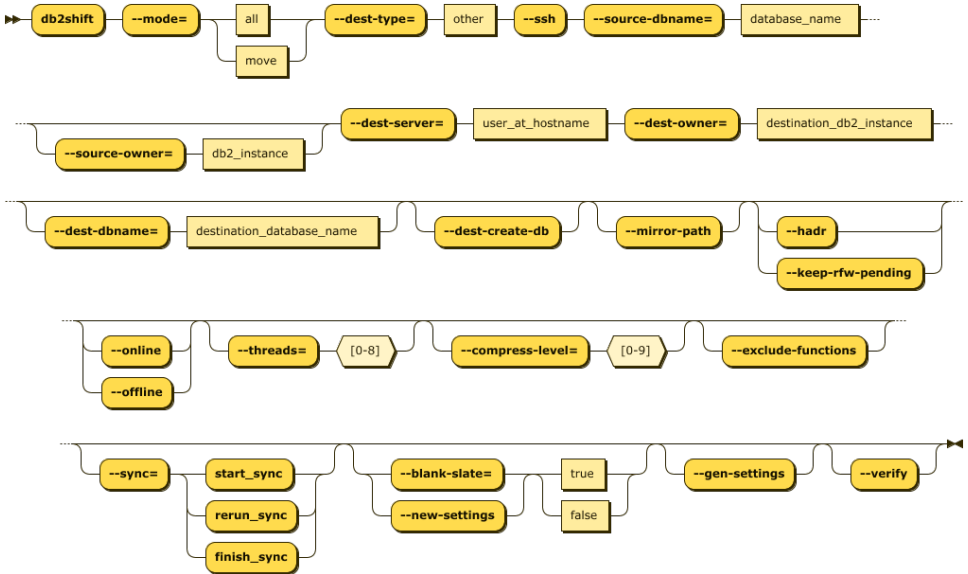 db2shift --mode= all --dest-type= other --ssh --source-dbname= database_name
move
--dest-server= user_at_hostname --dest-owner= destination_db2_instance
--source-owner= db2_instance
--dest-dbname= destination_database_name --dest-create-db --mirror-path --hadr
--keep-rfw-pending
--online --threads= [0-8] --compress-level= [0-9] --exclude-functions
--offline
--sync= start_sync --blank-slate= true --gen-settings --verify
rerun_sync --new-settings false
finish_sync